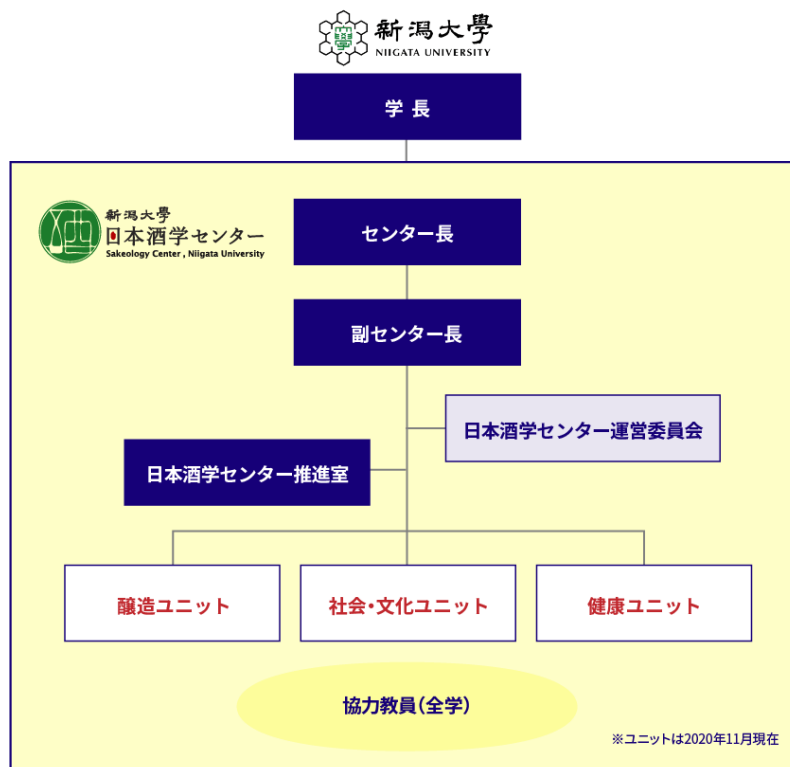 新潟大學
NIIGATA UNIVERSITY
学 長
新潟大學
日本酒学センター
Sakeology Center , Niigata University
センター長
副センター長
日本酒学センター運営委員会
日本酒学センター推進室
醸造ユニット
社会・文化ユニット
健康ユニット
協力教員(全学)
※ユニットは2020年11月現在